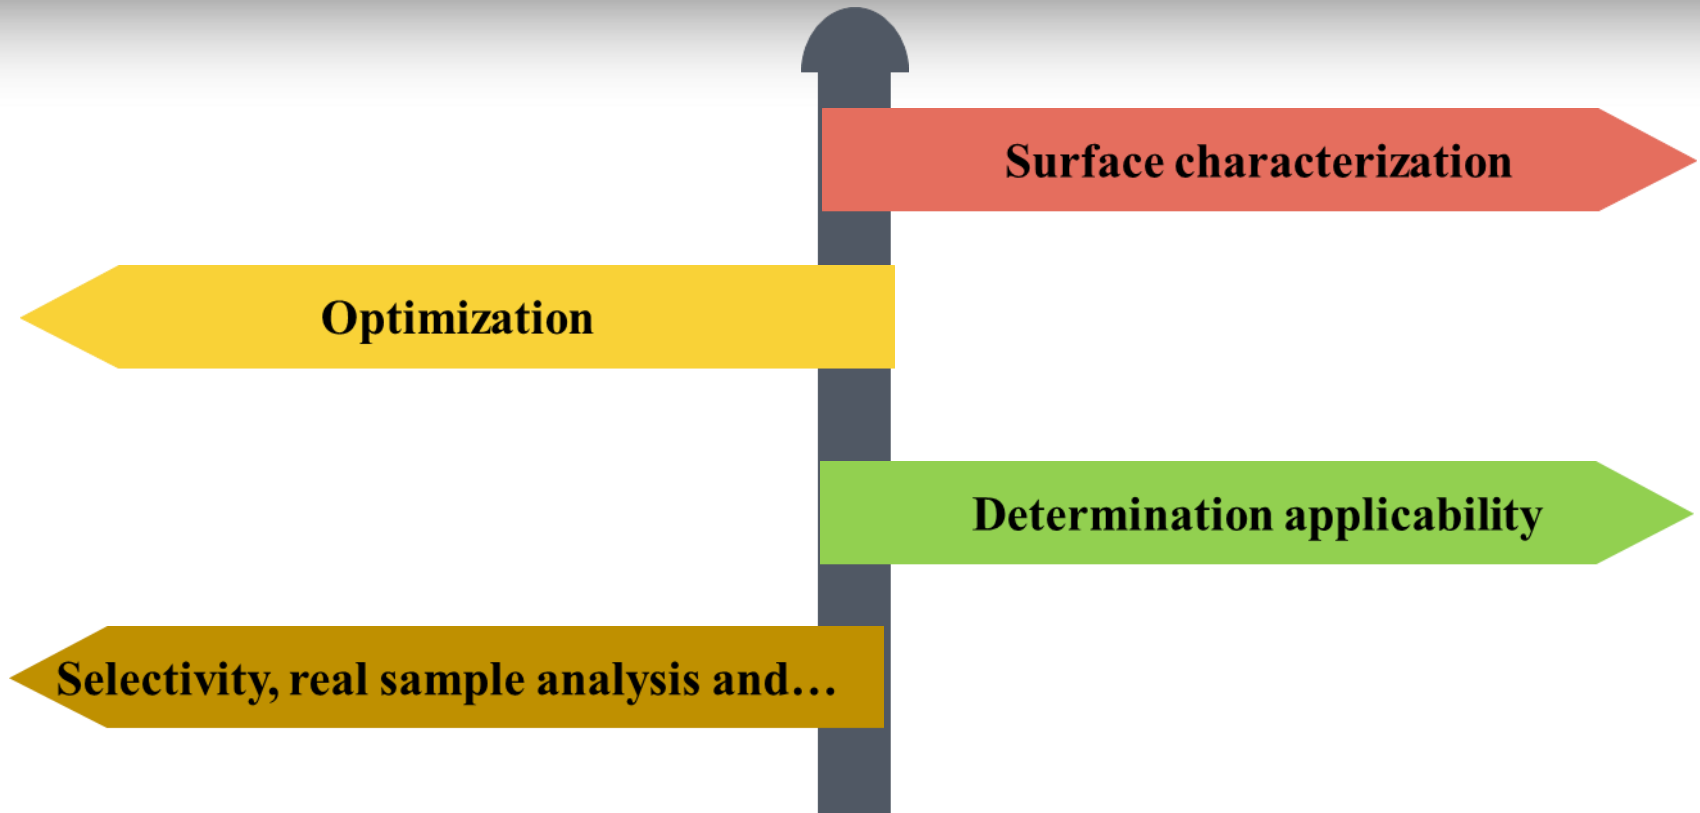 Surface characterization
Optimization
Determination applicability
Selectivity, real sample analysis and…